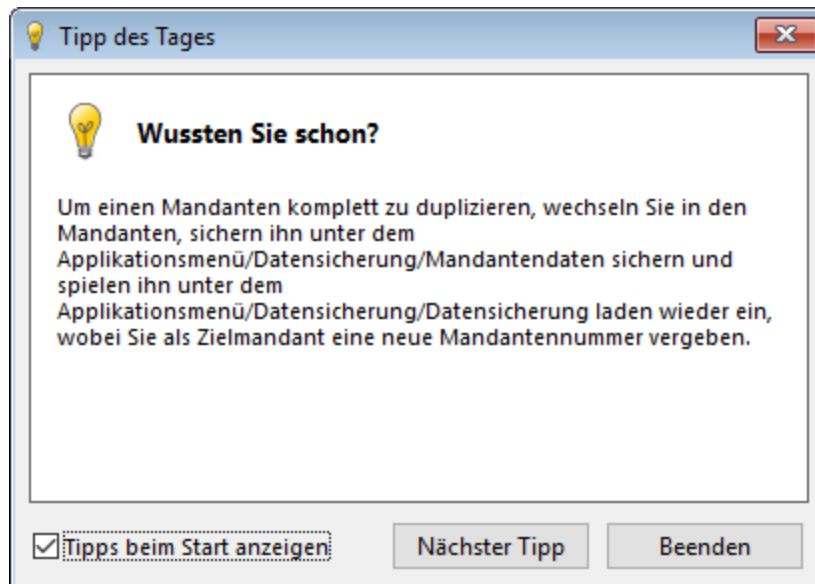 Tipp des Tages
Wussten Sie schon?
Um einen Mandanten komplett zu duplizieren, wechseln Sie in den
Mandanten, sichern ihn unter dem
Applikationsmenü/Datensicherung/Mandantendaten sichern und
spielen ihn unter dem
Applikationsmenü/Datensicherung/Datensicherung laden wieder ein,
wobei Sie als Zielmandant eine neue Mandantennummer vergeben.
Tipps beim Start anzeigen
Nächster Tipp
Beenden